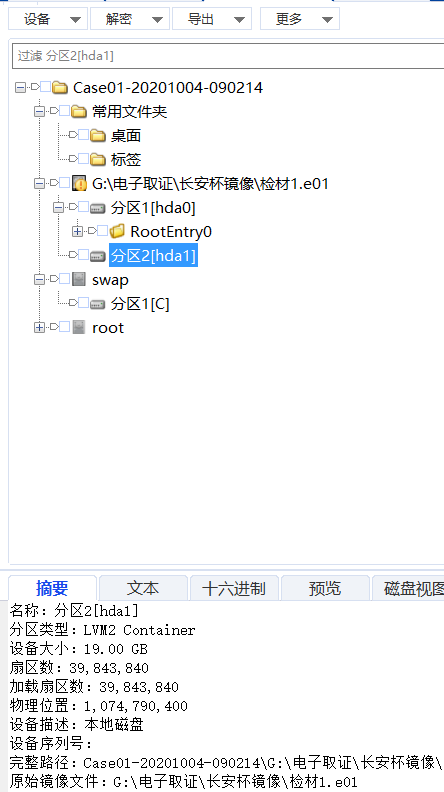 设备 解密 导出 更多
过滤 分区2[hda1]
Case01-20201004-090214
常用文件夹
桌面
标签
G:\电子取证\长安杯镜像\检材1.e01
分区1[hda0]
RootEntry0
分区2[hda1]
swap
分区1[C]
root
摘要 文本 十六进制 预览 磁盘视图
名称：分区2[hda1]
分区类型：LVM2 Container
设备大小：19.00 GB
扇区数：39,843,840
加载扇区数：39,843,840
物理位置：1,074,790,400
设备描述：本地磁盘
设备序列号：
完整路径：Case01-20201004-090214\G:\电子取证\长安杯镜像\
原始镜像文件：G:\电子取证\长安杯镜像\检材1.e01